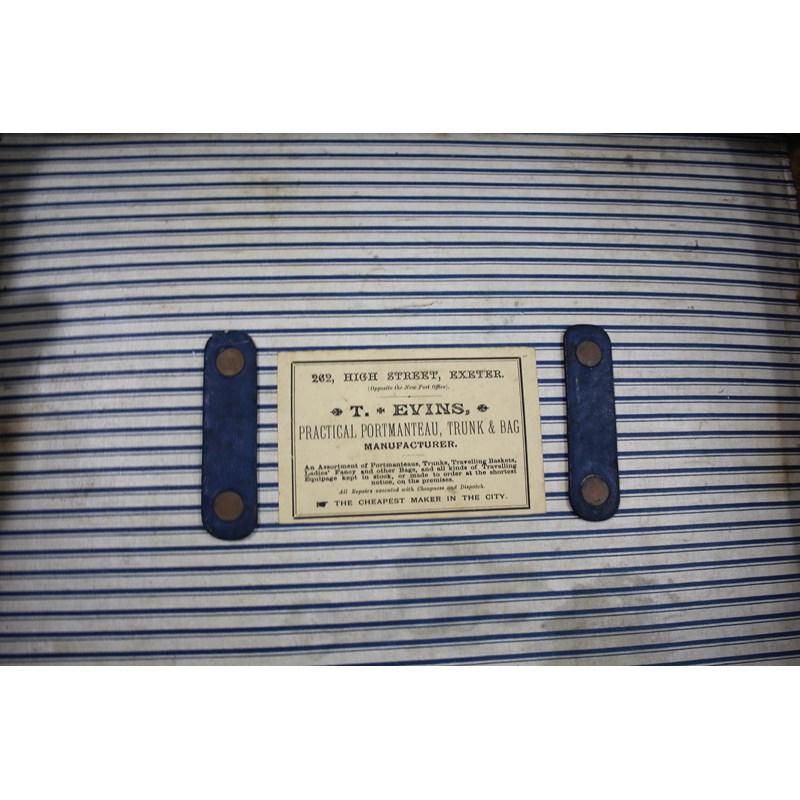 262, HIGH STREET, EXETER.
(Opposite the New Post Office).
T. EVINS,
PRACTICAL PORTMANTEAU, TRUNK & BAG
MANUFACTURER.
An Assortment of Portmanteaus, Trunks, Travelling Baskets,
Ladies' Fancy and other Bags, and all kinds of Travelling
Equipage kept in stock, or made to order at the shortest
notice, on the premises.
All Repairs executed with Cheapness and Dispatch.
☛ THE CHEAPEST MAKER IN THE CITY.